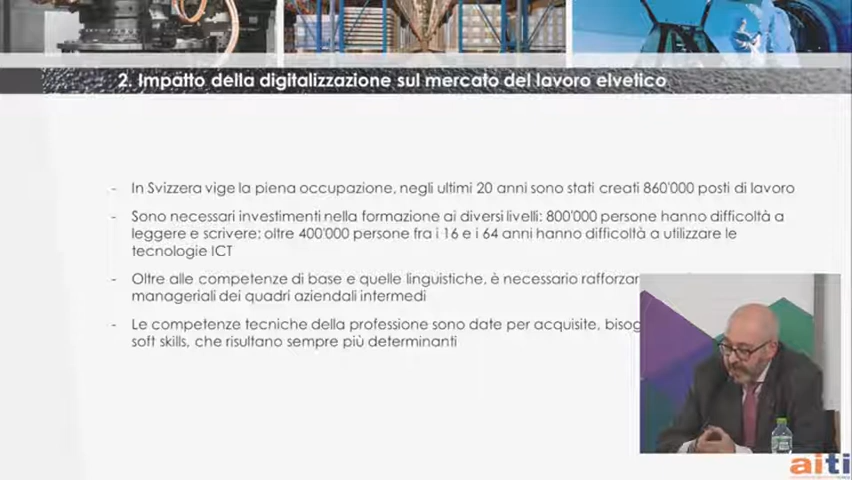 2. Impatto della digitalizzazione sul mercato del lavoro elvetico
- In Svizzera vige la piena occupazione, negli ultimi 20 anni sono stati creati 860'000 posti di lavoro
- Sono necessari investimenti nella formazione ai diversi livelli: 800'000 persone hanno difficoltà a
leggere e scrivere; oltre 400'000 persone fra i 16 e i 64 anni hanno difficoltà a utilizzare le
tecnologie ICT
- Oltre alle competenze di base e quelle linguistiche, è necessario rafforzar
manageriali dei quadri aziendali intermedi
- Le competenze tecniche della professione sono date per acquisite, bisog
soft skills, che risultano sempre più determinanti
aiti